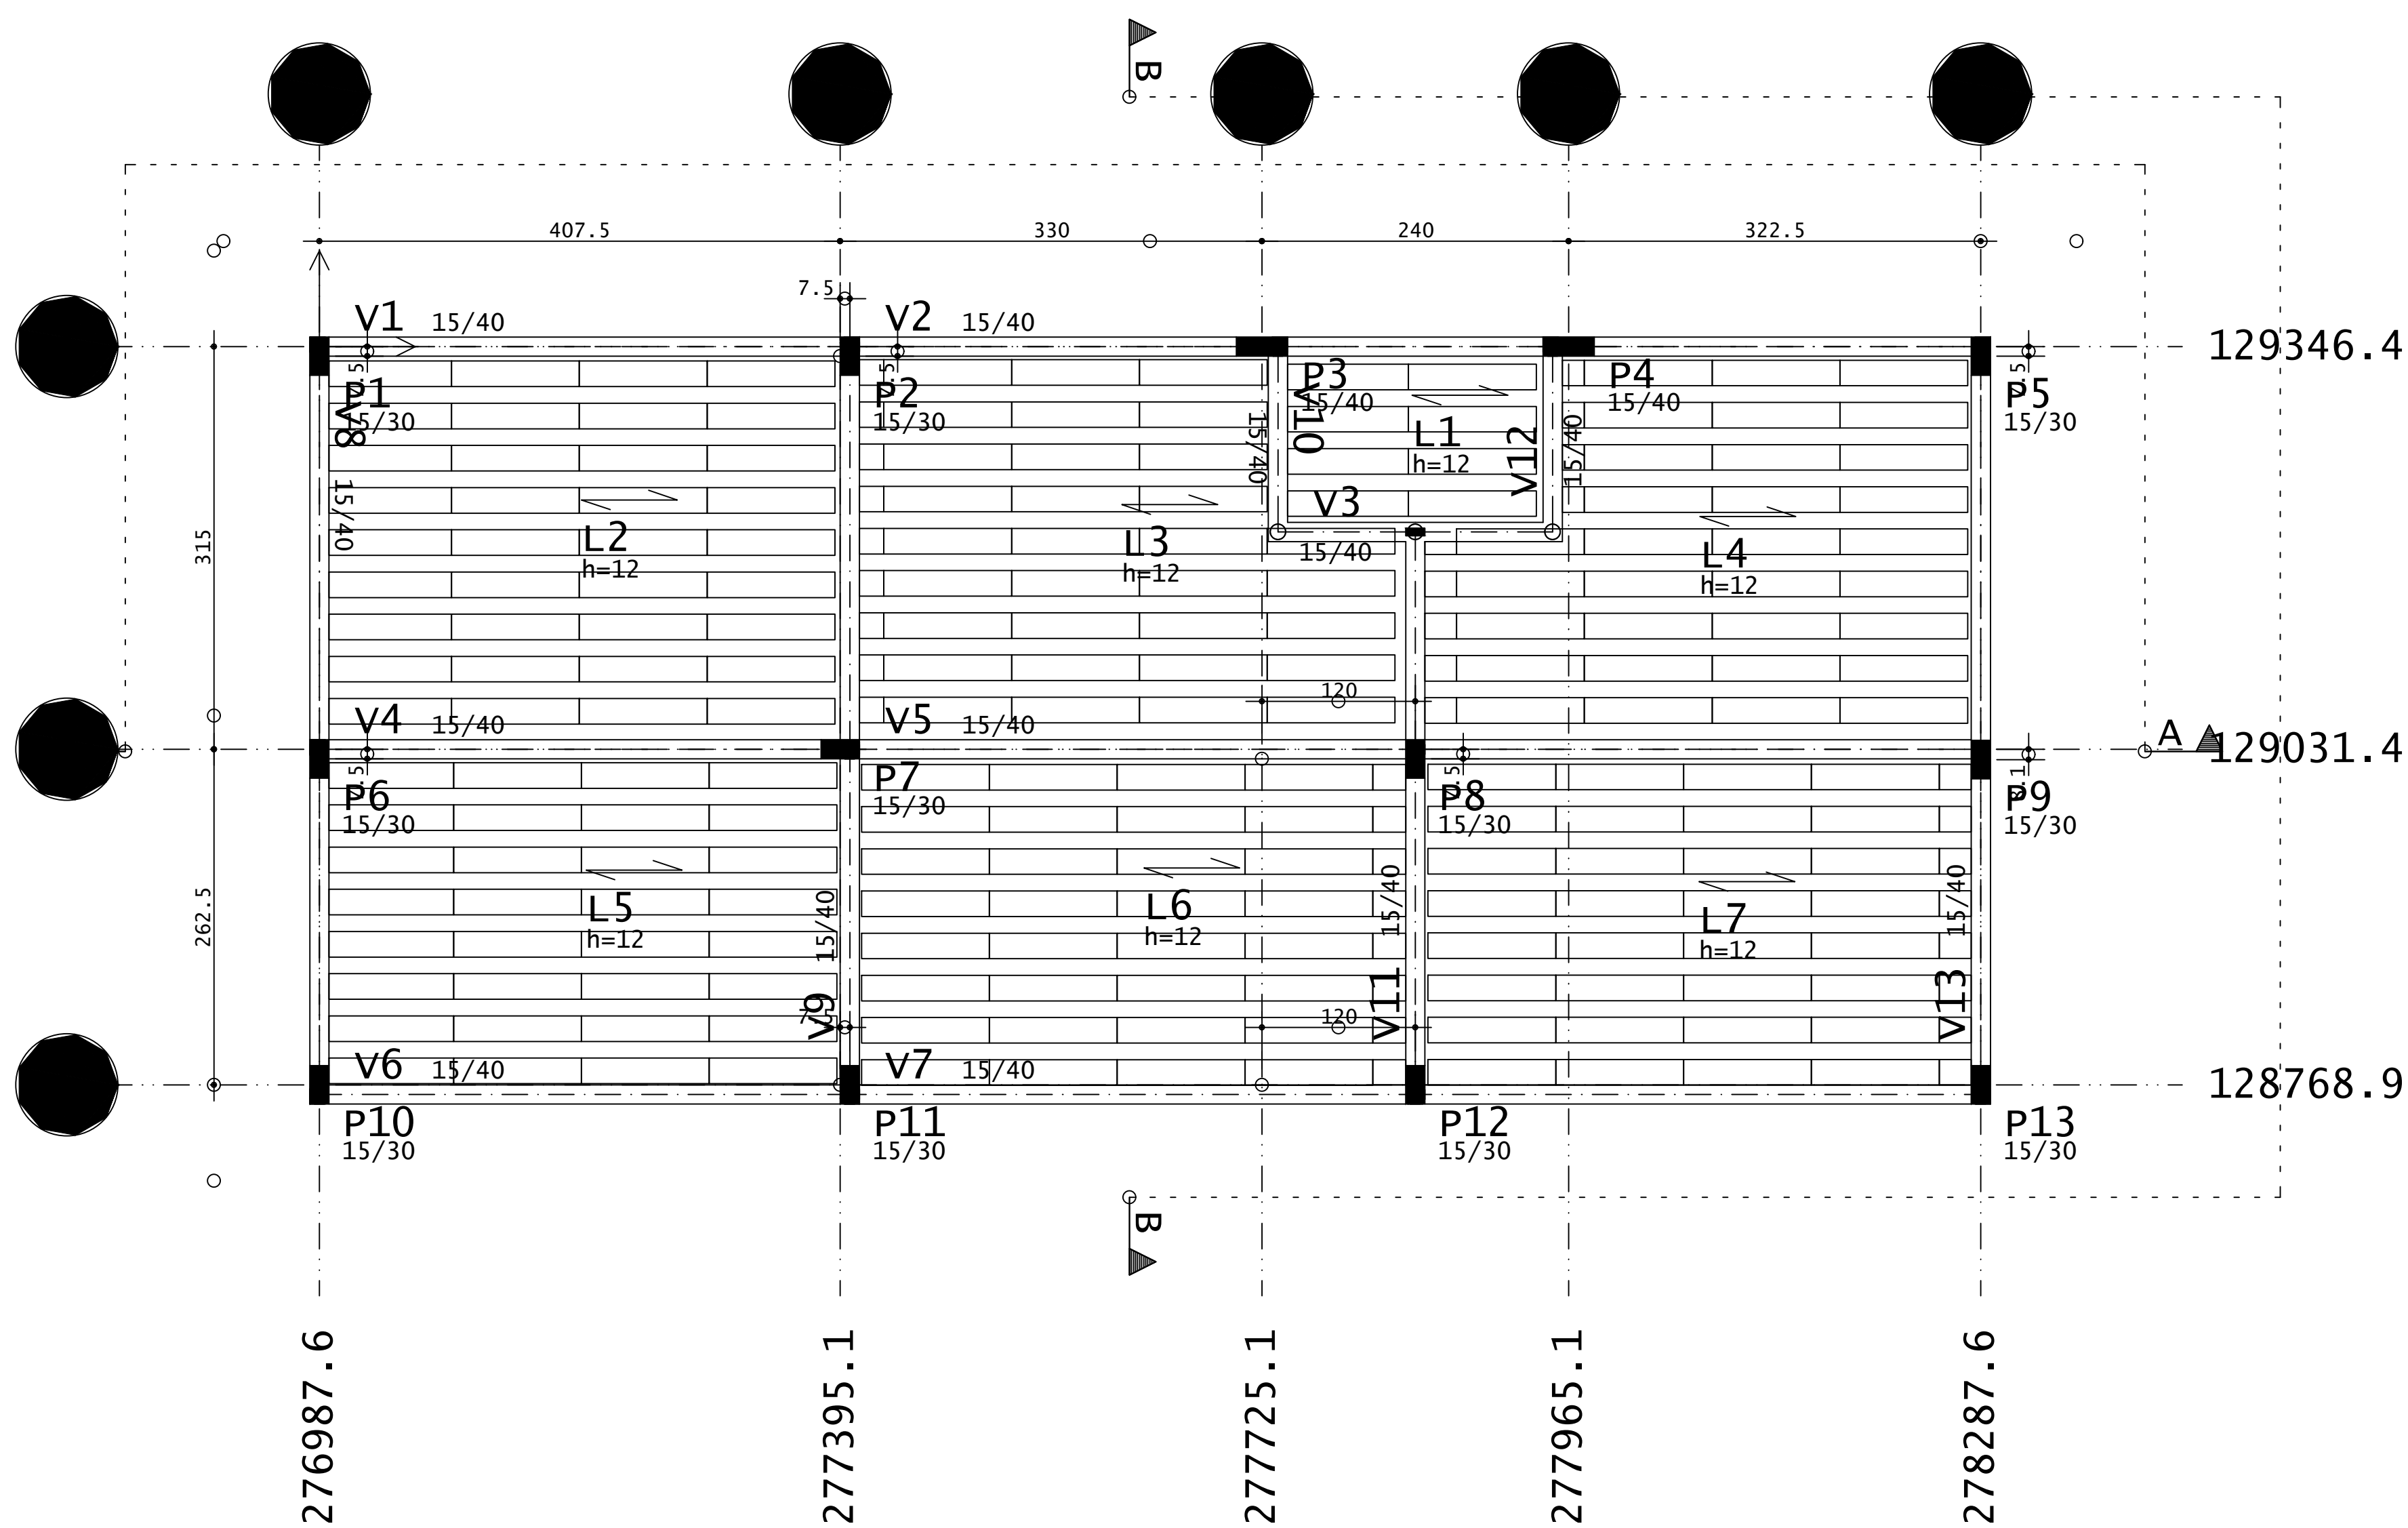 B
407.5
330
240
322.5
7.5
V1 15/40
V2 15/40
129346.4
P1
15/30
P2
15/30
P3
15/40
P4
15/40
P5
15/30
V8
15/40
V10
15/40
L1
h=12
V12
15/40
V3
15/40
L2
h=12
L3
h=12
L4
h=12
315
120
V4 15/40
V5 15/40
A
129031.4
P6
15/30
P7
15/30
P8
15/30
P9
15/30
262.5
L5
h=12
L6
h=12
L7
h=12
15/40
V9
15/40
V11
15/40
V13
7.5
120
V6 15/40
V7 15/40
128768.9
P10
15/30
P11
15/30
P12
15/30
P13
15/30
B
276987.6
277395.1
277725.1
277965.1
278287.6